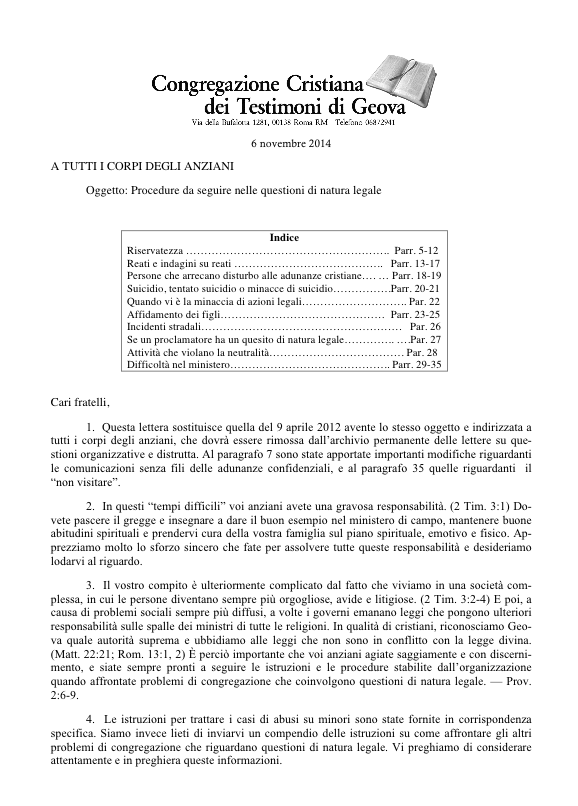 Congregazione Cristiana
dei Testimoni di Geova
Via della Bufalotta 1281, 00138 Roma RM Telefono 06872941
6 novembre 2014
A TUTTI I CORPI DEGLI ANZIANI
Oggetto: Procedure da seguire nelle questioni di natura legale
Indice
Riservatezza ………………………………………………….. Parr. 5-12
Reati e indagini su reati …………………………………….. Parr. 13-17
Persone che arrecano disturbo alle adunanze cristiane…. … Parr. 18-19
Suicidio, tentato suicidio o minacce di suicidio……………..Parr. 20-21
Quando vi è la minaccia di azioni legali………………………. Par. 22
Affidamento dei figli………………………………………… Parr. 23-25
Incidenti stradali………………………………………………… Par. 26
Se un proclamatore ha un quesito di natura legale…………. ….Par. 27
Attività che violano la neutralità……………………………… Par. 28
Difficoltà nel ministero…………………………………….. Parr. 29-35
Cari fratelli,
1. Questa lettera sostituisce quella del 9 aprile 2012 avente lo stesso oggetto e indirizzata a
tutti i corpi degli anziani, che dovrà essere rimossa dall’archivio permanente delle lettere su que-
stioni organizzative e distrutta. Al paragrafo 7 sono state apportate importanti modifiche riguardanti
le comunicazioni senza fili delle adunanze confidenziali, e al paragrafo 35 quelle riguardanti il
“non visitare”.
2. In questi “tempi difficili” voi anziani avete una gravosa responsabilità. (2 Tim. 3:1) Do-
vete pascere il gregge e insegnare a dare il buon esempio nel ministero di campo, mantenere buone
abitudini spirituali e prendervi cura della vostra famiglia sul piano spirituale, emotivo e fisico. Ap-
prezziamo molto lo sforzo sincero che fate per assolvere tutte queste responsabilità e desideriamo
lodarvi al riguardo.
3. Il vostro compito è ulteriormente complicato dal fatto che viviamo in una società com-
plessa, in cui le persone diventano sempre più orgogliose, avide e litigiose. (2 Tim. 3:2-4) E poi, a
causa di problemi sociali sempre più diffusi, a volte i governi emanano leggi che pongono ulteriori
responsabilità sulle spalle dei ministri di tutte le religioni. In qualità di cristiani, riconosciamo Geo-
va quale autorità suprema e ubbidiamo alle leggi che non sono in conflitto con la legge divina.
(Matt. 22:21; Rom. 13:1, 2) È perciò importante che voi anziani agiate saggiamente e con discerni-
mento, e siate sempre pronti a seguire le istruzioni e le procedure stabilite dall’organizzazione
quando affrontate problemi di congregazione che coinvolgono questioni di natura legale. — Prov.
2:6-9.
4. Le istruzioni per trattare i casi di abusi su minori sono state fornite in corrispondenza
specifica. Siamo invece lieti di inviarvi un compendio delle istruzioni su come affrontare gli altri
problemi di congregazione che riguardano questioni di natura legale. Vi preghiamo di considerare
attentamente e in preghiera queste informazioni.